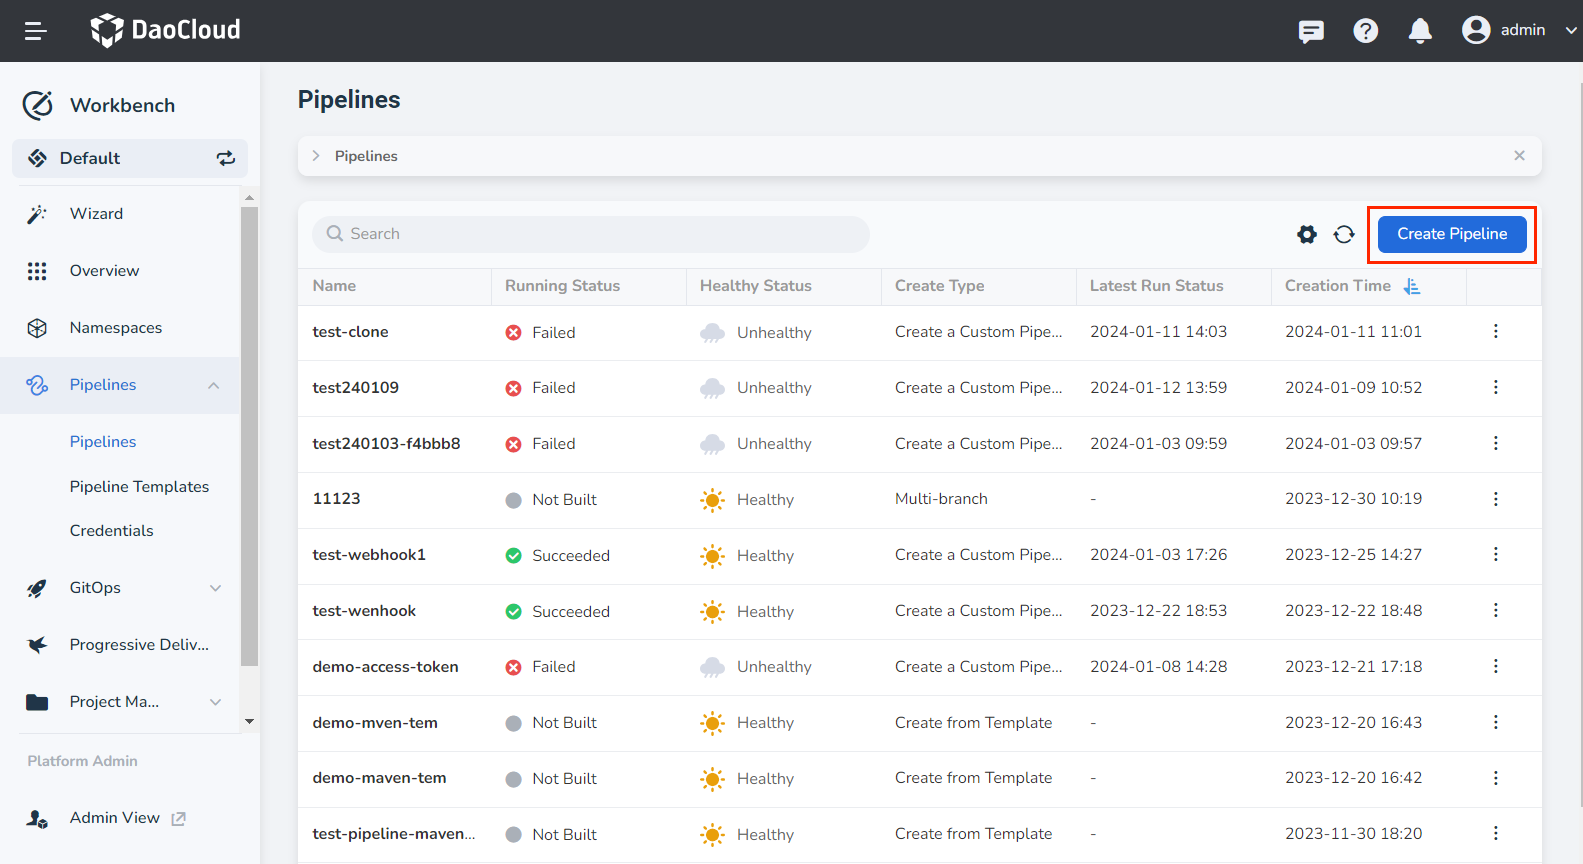 DaoCloud
admin
Workbench
Default
Wizard
Overview
Namespaces
Pipelines
Pipelines
Pipeline Templates
Credentials
GitOps
Progressive Deliv...
Project Ma...
Platform Admin
Admin View
Pipelines
Pipelines
Search
Create Pipeline
Name Running Status Healthy Status Create Type Latest Run Status Creation Time
test-clone Failed Unhealthy Create a Custom Pipe... 2024-01-11 14:03 2024-01-11 11:01
test240109 Failed Unhealthy Create a Custom Pipe... 2024-01-12 13:59 2024-01-09 10:52
test240103-f4bbb8 Failed Unhealthy Create a Custom Pipe... 2024-01-03 09:59 2024-01-03 09:57
11123 Not Built Healthy Multi-branch - 2023-12-30 10:19
test-webhook1 Succeeded Healthy Create a Custom Pipe... 2024-01-03 17:26 2023-12-25 14:27
test-wenhook Succeeded Healthy Create a Custom Pipe... 2023-12-22 18:53 2023-12-22 18:48
demo-access-token Failed Unhealthy Create a Custom Pipe... 2024-01-08 14:28 2023-12-21 17:18
demo-mven-tem Not Built Healthy Create from Template - 2023-12-20 16:43
demo-maven-tem Not Built Healthy Create from Template - 2023-12-20 16:42
test-pipeline-maven... Not Built Healthy Create from Template - 2023-11-30 18:20